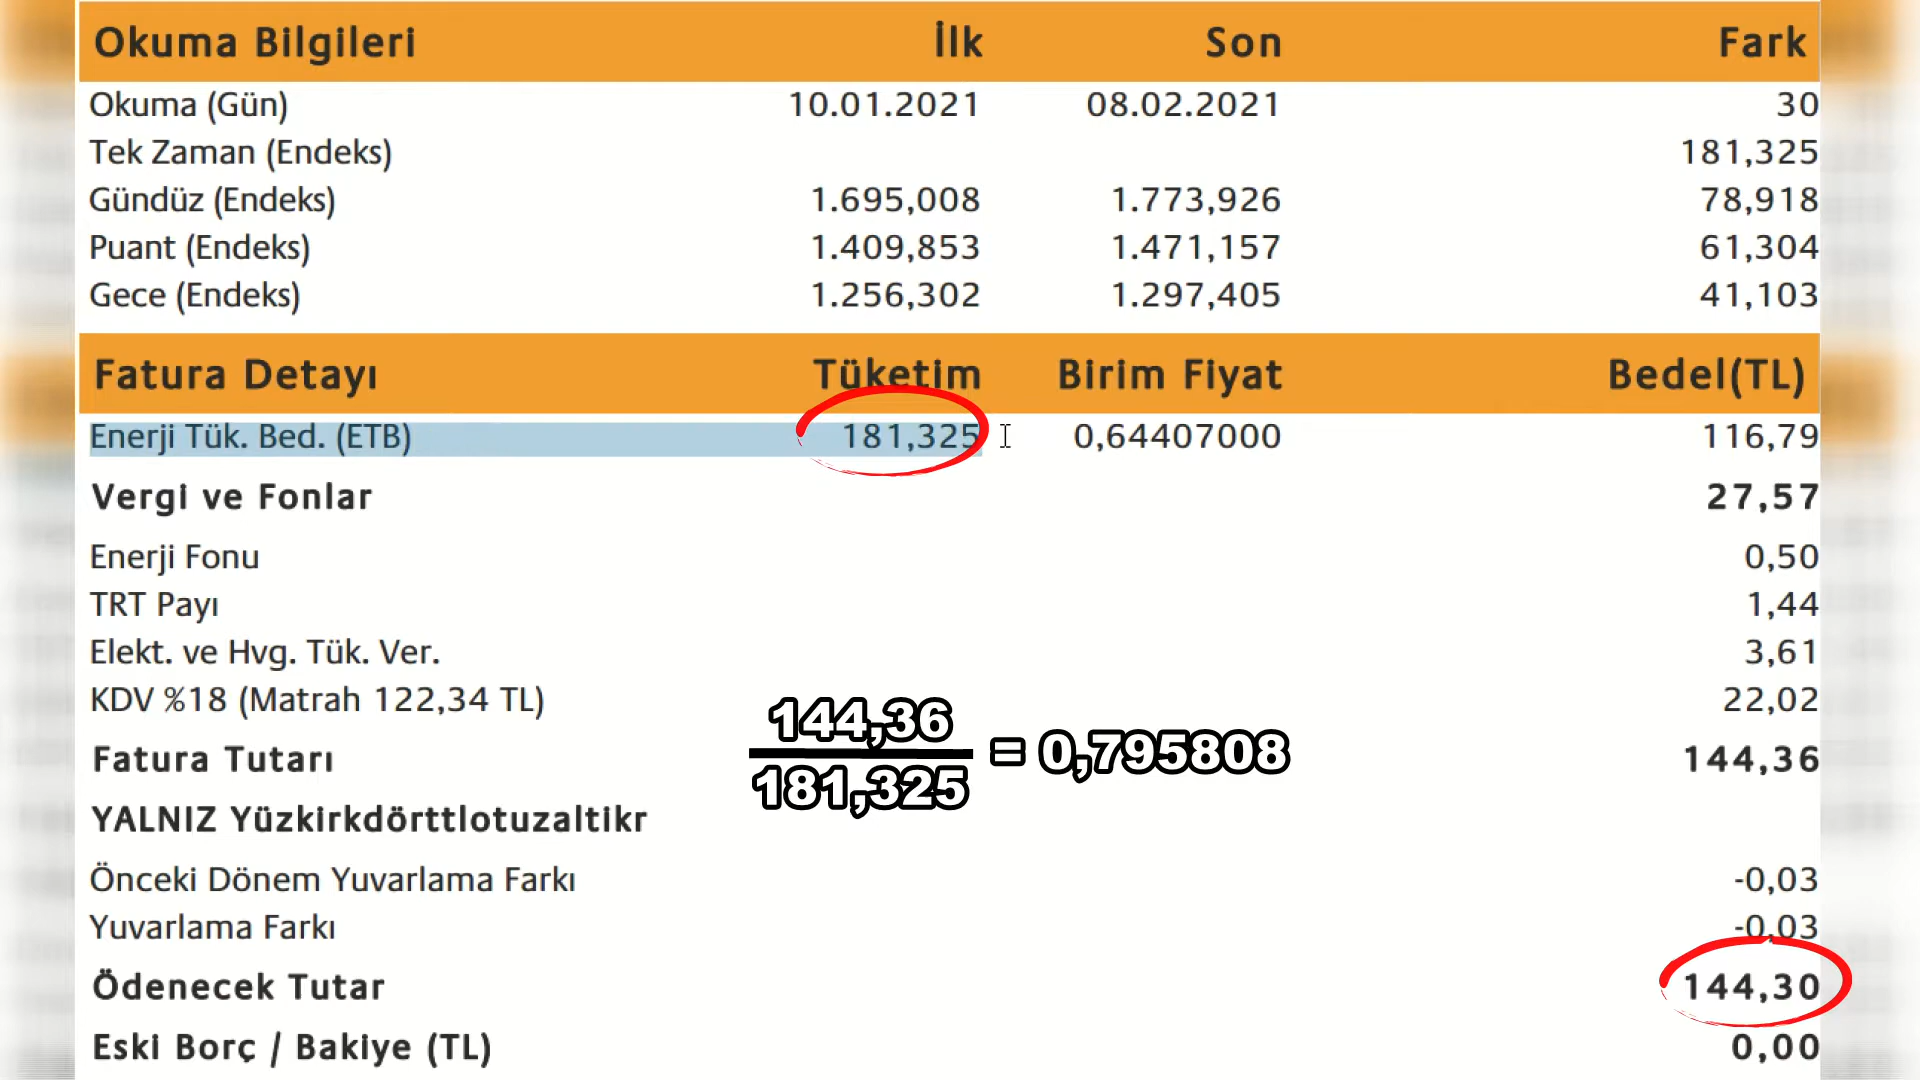 Okuma Bilgileri İlk Son Fark
Okuma (Gün) 10.01.2021 08.02.2021 30
Tek Zaman (Endeks) 181,325
Gündüz (Endeks) 1.695,008 1.773,926 78,918
Puant (Endeks) 1.409,853 1.471,157 61,304
Gece (Endeks) 1.256,302 1.297,405 41,103
Fatura Detayı Tüketim Birim Fiyat Bedel(TL)
Enerji Tük. Bed. (ETB) 181,325 0,64407000 116,79
Vergi ve Fonlar 27,57
Enerji Fonu 0,50
TRT Payı 1,44
Elekt. ve Hvg. Tük. Ver. 3,61
KDV %18 (Matrah 122,34 TL) 22,02
144,36
181,325 = 0,795808
Fatura Tutarı 144,36
YALNIZ Yüzkirkdörttlotuzaltikr
Önceki Dönem Yuvarlama Farkı -0,03
Yuvarlama Farkı -0,03
Ödenecek Tutar 144,30
Eski Borç / Bakiye (TL) 0,00